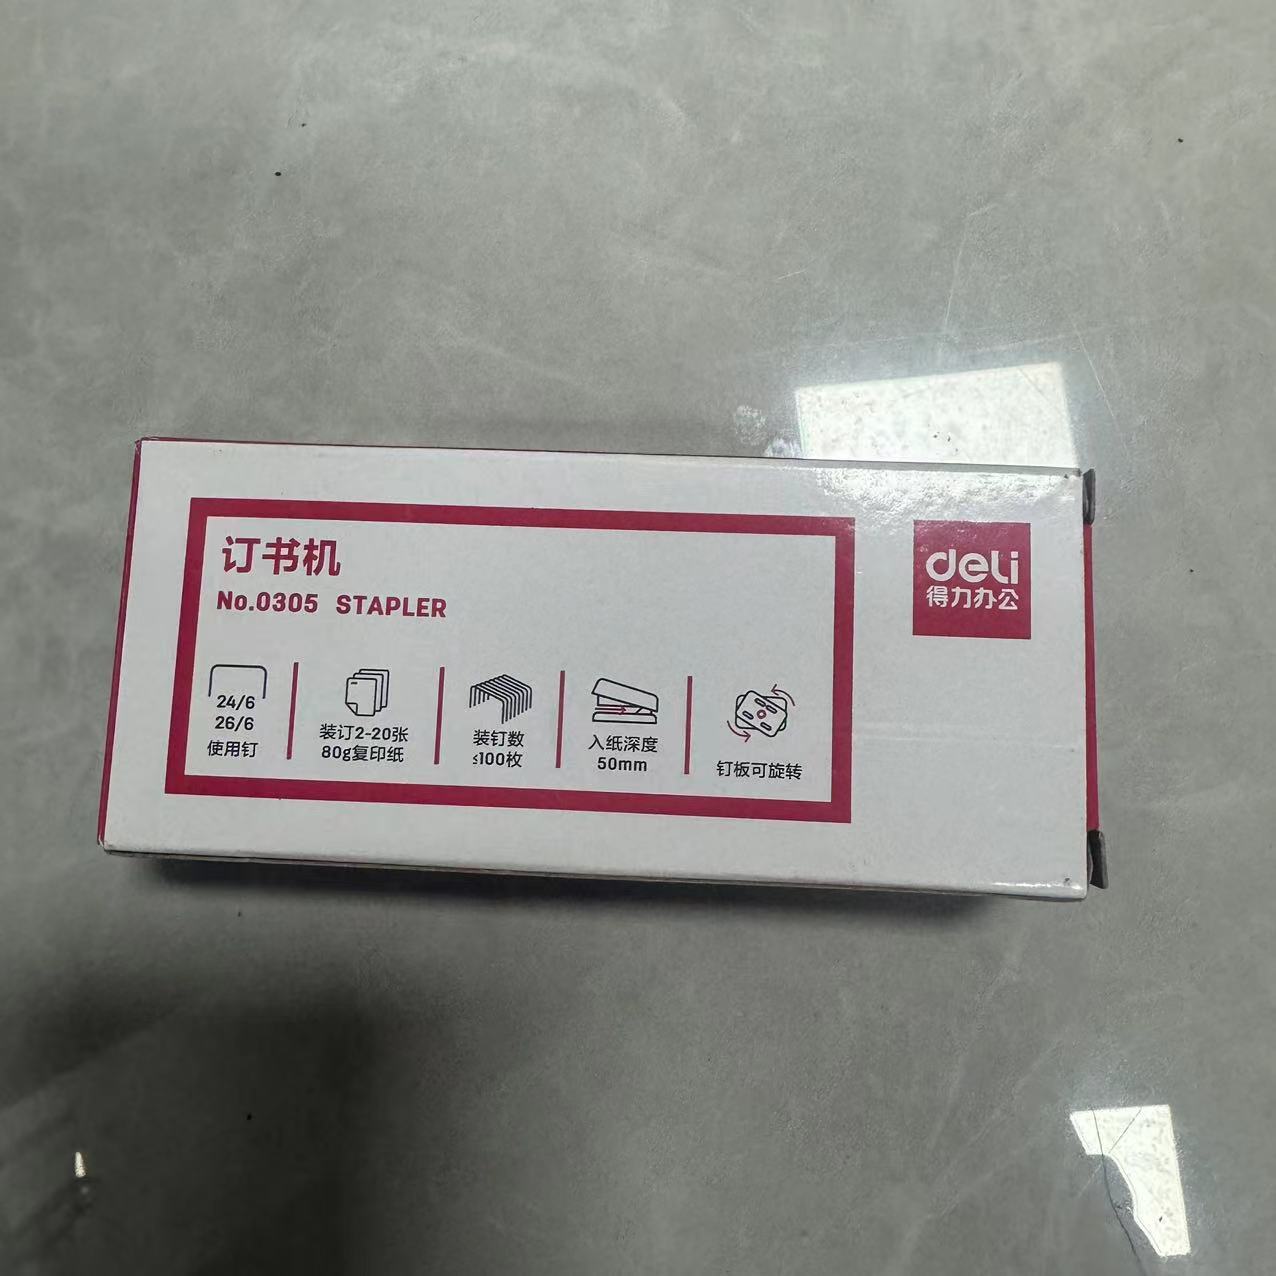 订书机
No.0305 STAPLER
24/6
26/6
使用钉
装订2-20张
80g复印纸
装钉数
≤100枚
入纸深度
50mm
钉板可旋转
deli
得力办公